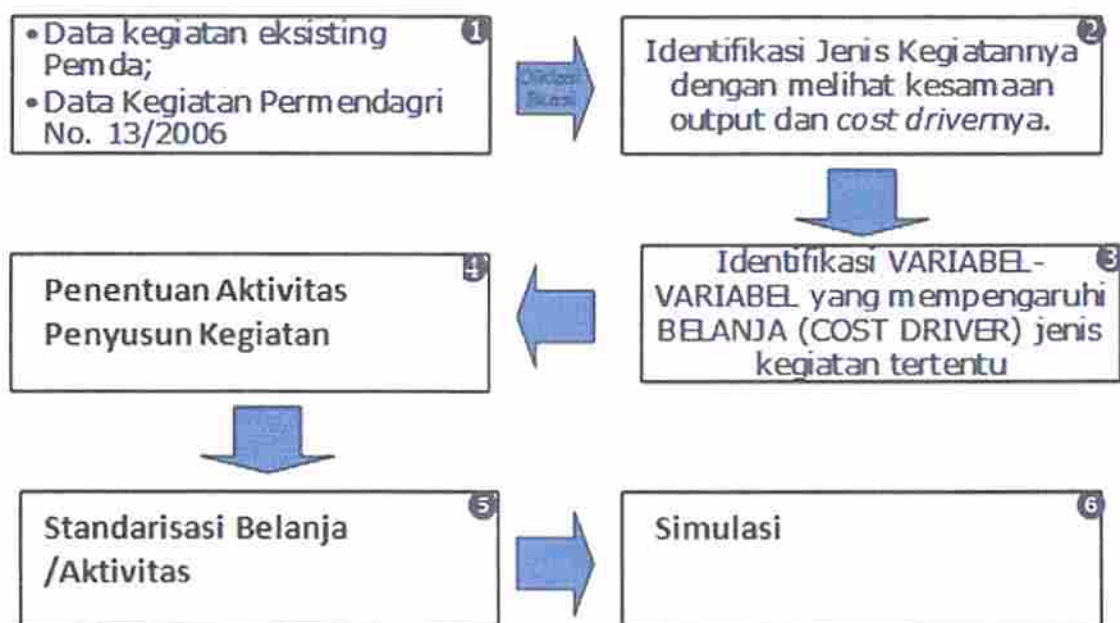 1
• Data kegiatan eksisting
Pemda;
• Data Kegiatan Permendagri
No. 13/2006
2
Identifikasi Jenis Kegiatannya
dengan melihat kesamaan
output dan cost drivernya.
3
Identifikasi VARIABEL-
VARIABEL yang mempengaruhi
BELANJA (COST DRIVER) jenis
kegiatan tertentu
4
Penentuan Aktivitas
Penyusun Kegiatan
5
Standarisasi Belanja
/Aktivitas
6
Simulasi